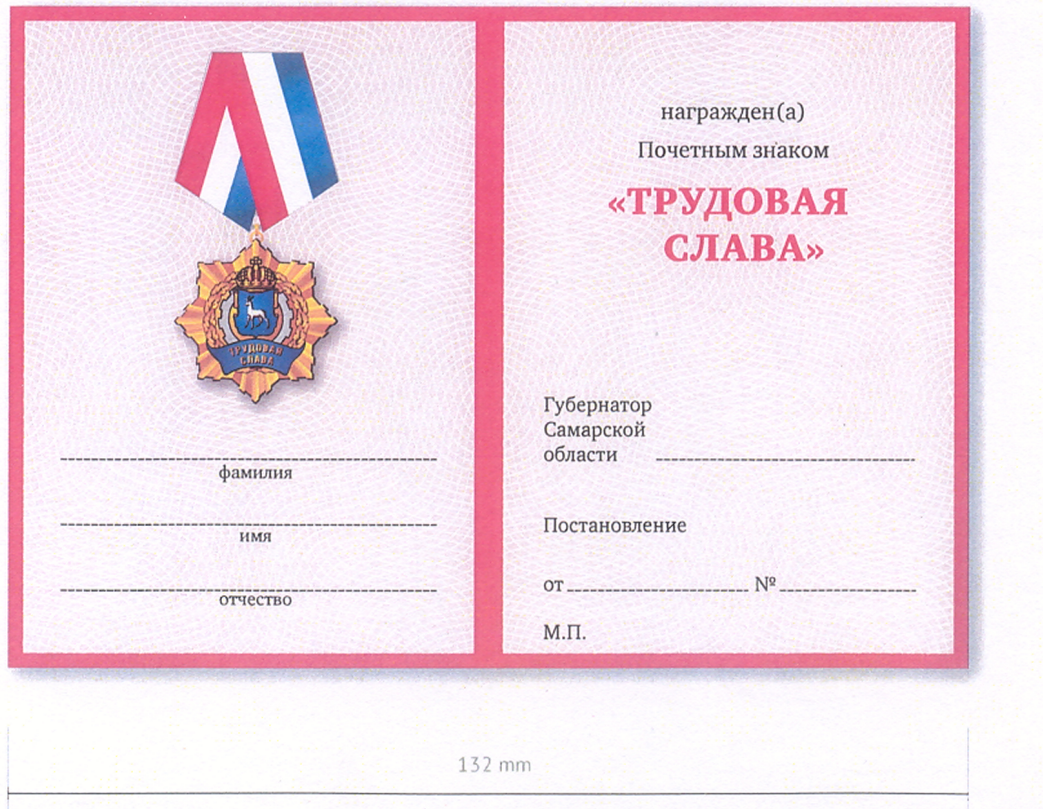 ТРУДОВАЯ
СЛАВА
фамилия
имя
отчество
награжден(а)
Почетным знаком
«ТРУДОВАЯ
СЛАВА»
Губернатор
Самарской
области
Постановление
от №
М.П.
132 mm